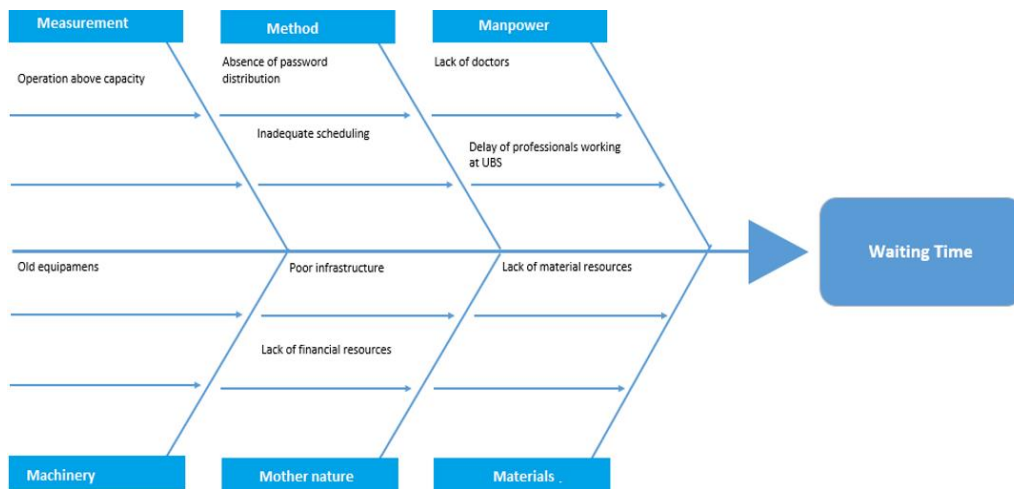 Measurement
Method
Manpower
Operation above capacity
Absence of password
distribution
Lack of doctors
Inadequate scheduling
Delay of professionals working
at UBS
Waiting Time
Old equipamens
Poor infrastructure
Lack of material resources
Lack of financial resources
Machinery
Mother nature
Materials .